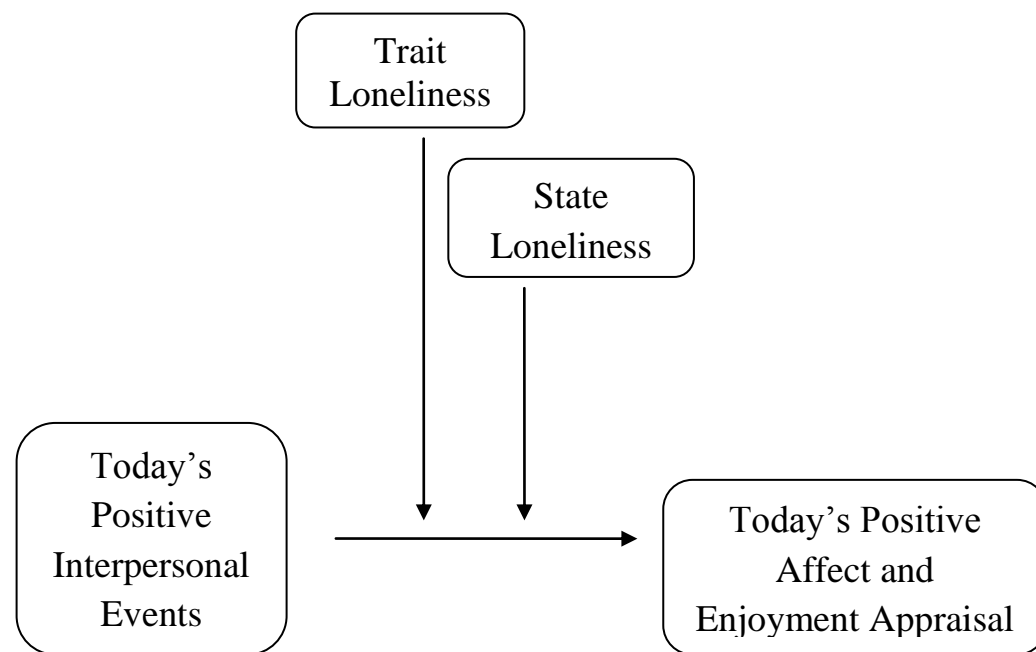 Trait
Loneliness
State
Loneliness
Today’s
Positive
Interpersonal
Events
Today’s Positive
Affect and
Enjoyment Appraisal